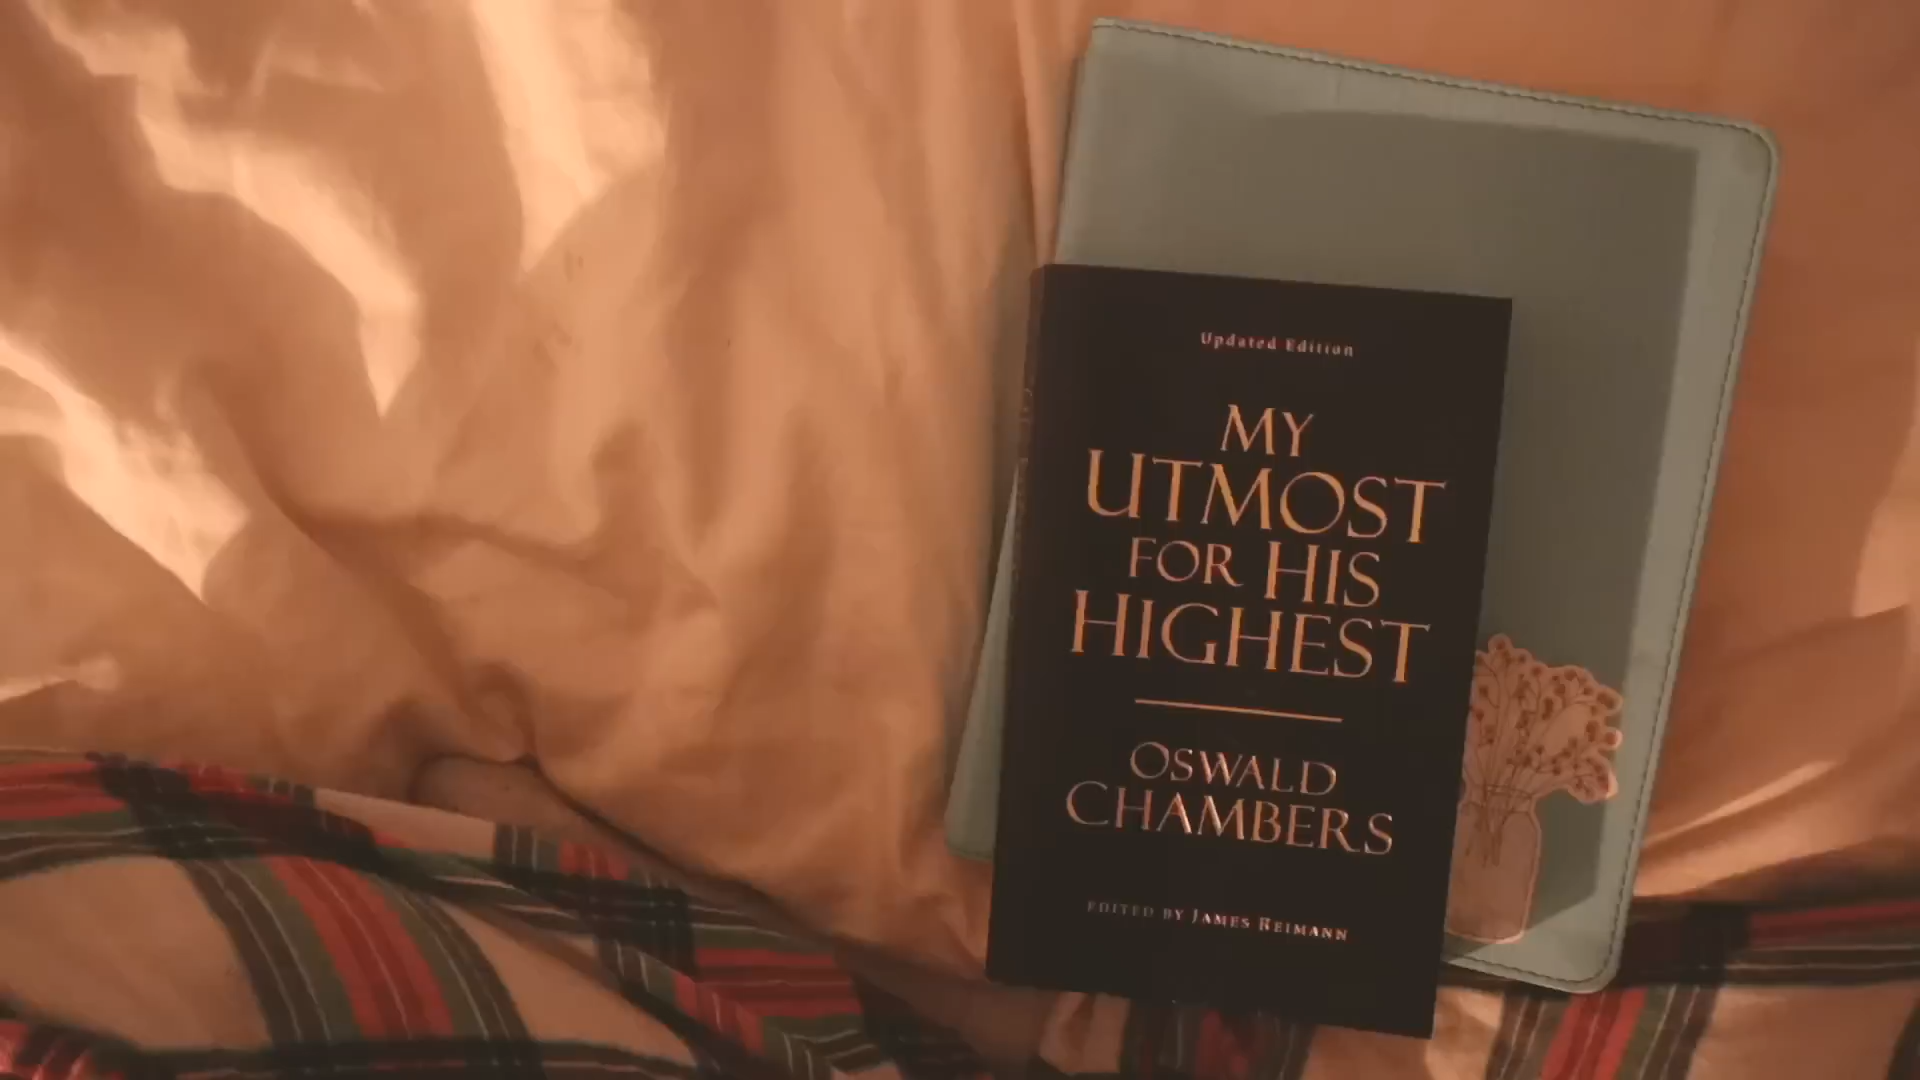 Updated Edition
MY
UTMOST
FOR HIS
HIGHEST
OSWALD
CHAMBERS
EDITED BY JAMES REIMANN